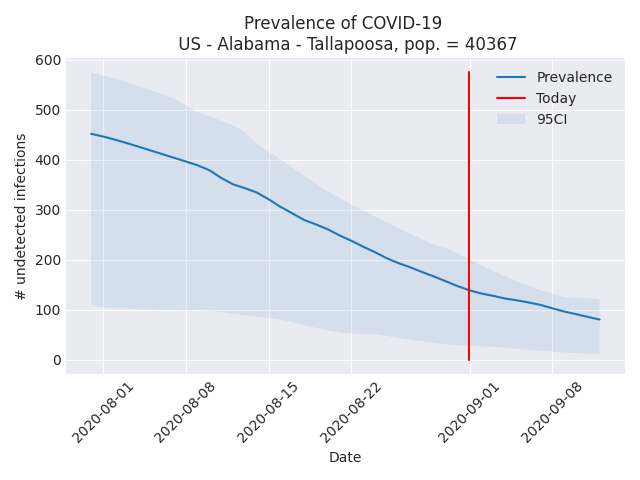 Prevalence of COVID-19
US - Alabama - Tallapoosa, pop. = 40367
600
500
400
300
200
100
0
# undetected infections
Prevalence
Today
95CI
2020-08-01
2020-08-08
2020-08-15
2020-08-22
2020-09-01
2020-09-08
Date